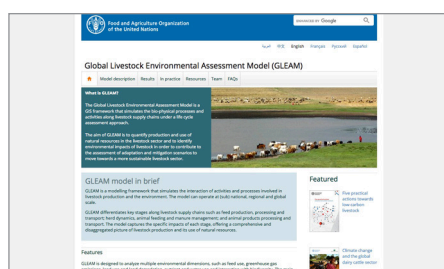 Food and Agriculture Organization
of the United Nations
ENHANCED BY Google
العربية 中文 English Français Русский Español
Global Livestock Environmental Assessment Model (GLEAM)
Model description Results In practice Resources Team FAQs
What is GLEAM?
The Global Livestock Environmental Assessment Model is a
GIS framework that simulates the bio-physical processes and
activities along livestock supply chains under a life cycle
assessment approach.
The aim of GLEAM is to quantify production and use of
natural resources in the livestock sector and to identify
environmental impacts of livestock in order to contribute to
the assessment of adaptation and mitigation scenarios to
move towards a more sustainable livestock sector.
GLEAM model in brief
GLEAM is a modelling framework that simulates the interaction of activities and processes involved in
livestock production and the environment. The model can operate at (sub) national, regional and global
scale.
GLEAM differentiates key stages along livestock supply chains such as feed production, processing and
transport; herd dynamics, animal feeding and manure management; and animal products processing and
transport. The model captures the specific impacts of each stage, offering a comprehensive and
disaggregated picture of livestock production and its use of natural resources.
Featured
Five practical
actions towards
low-carbon
livestock
Climate change
and the global
dairy cattle sector
Features
GLEAM is designed to analyze multiple environmental dimensions, such as feed use, greenhouse gas